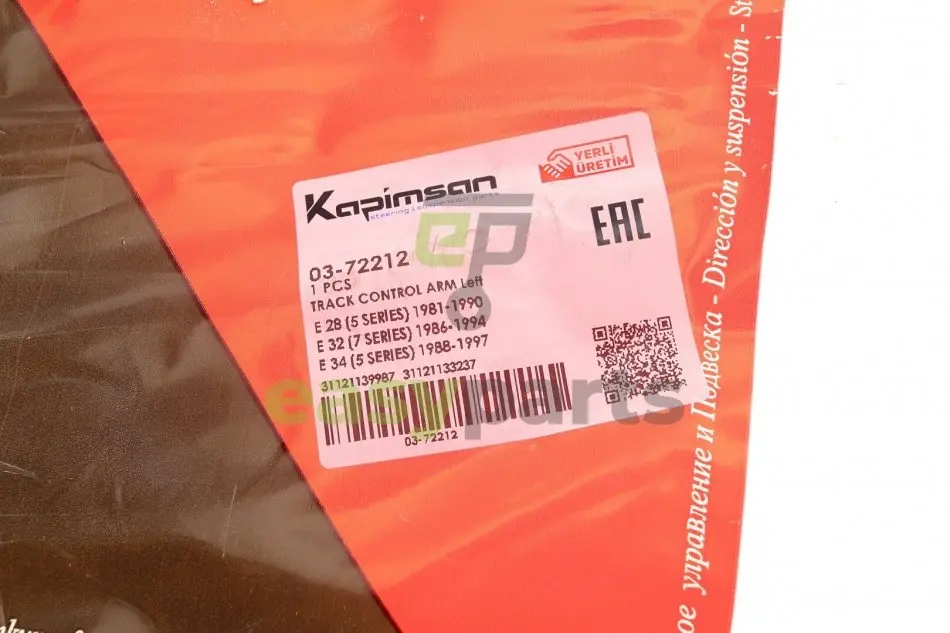 Kapimsan
steering & suspension parts
YERLİ
ÜRETİM
EAC
03-72212
1 PCS
TRACK CONTROL ARM Left
E 28 (5 SERIES) 1981-1990
E 32 (7 SERIES) 1986-1994
E 34 (5 SERIES) 1988-1997
31121139987 31121133237
03-72212
ep
easyparts
ое управление и Подвеска - Dirección y suspensión - St